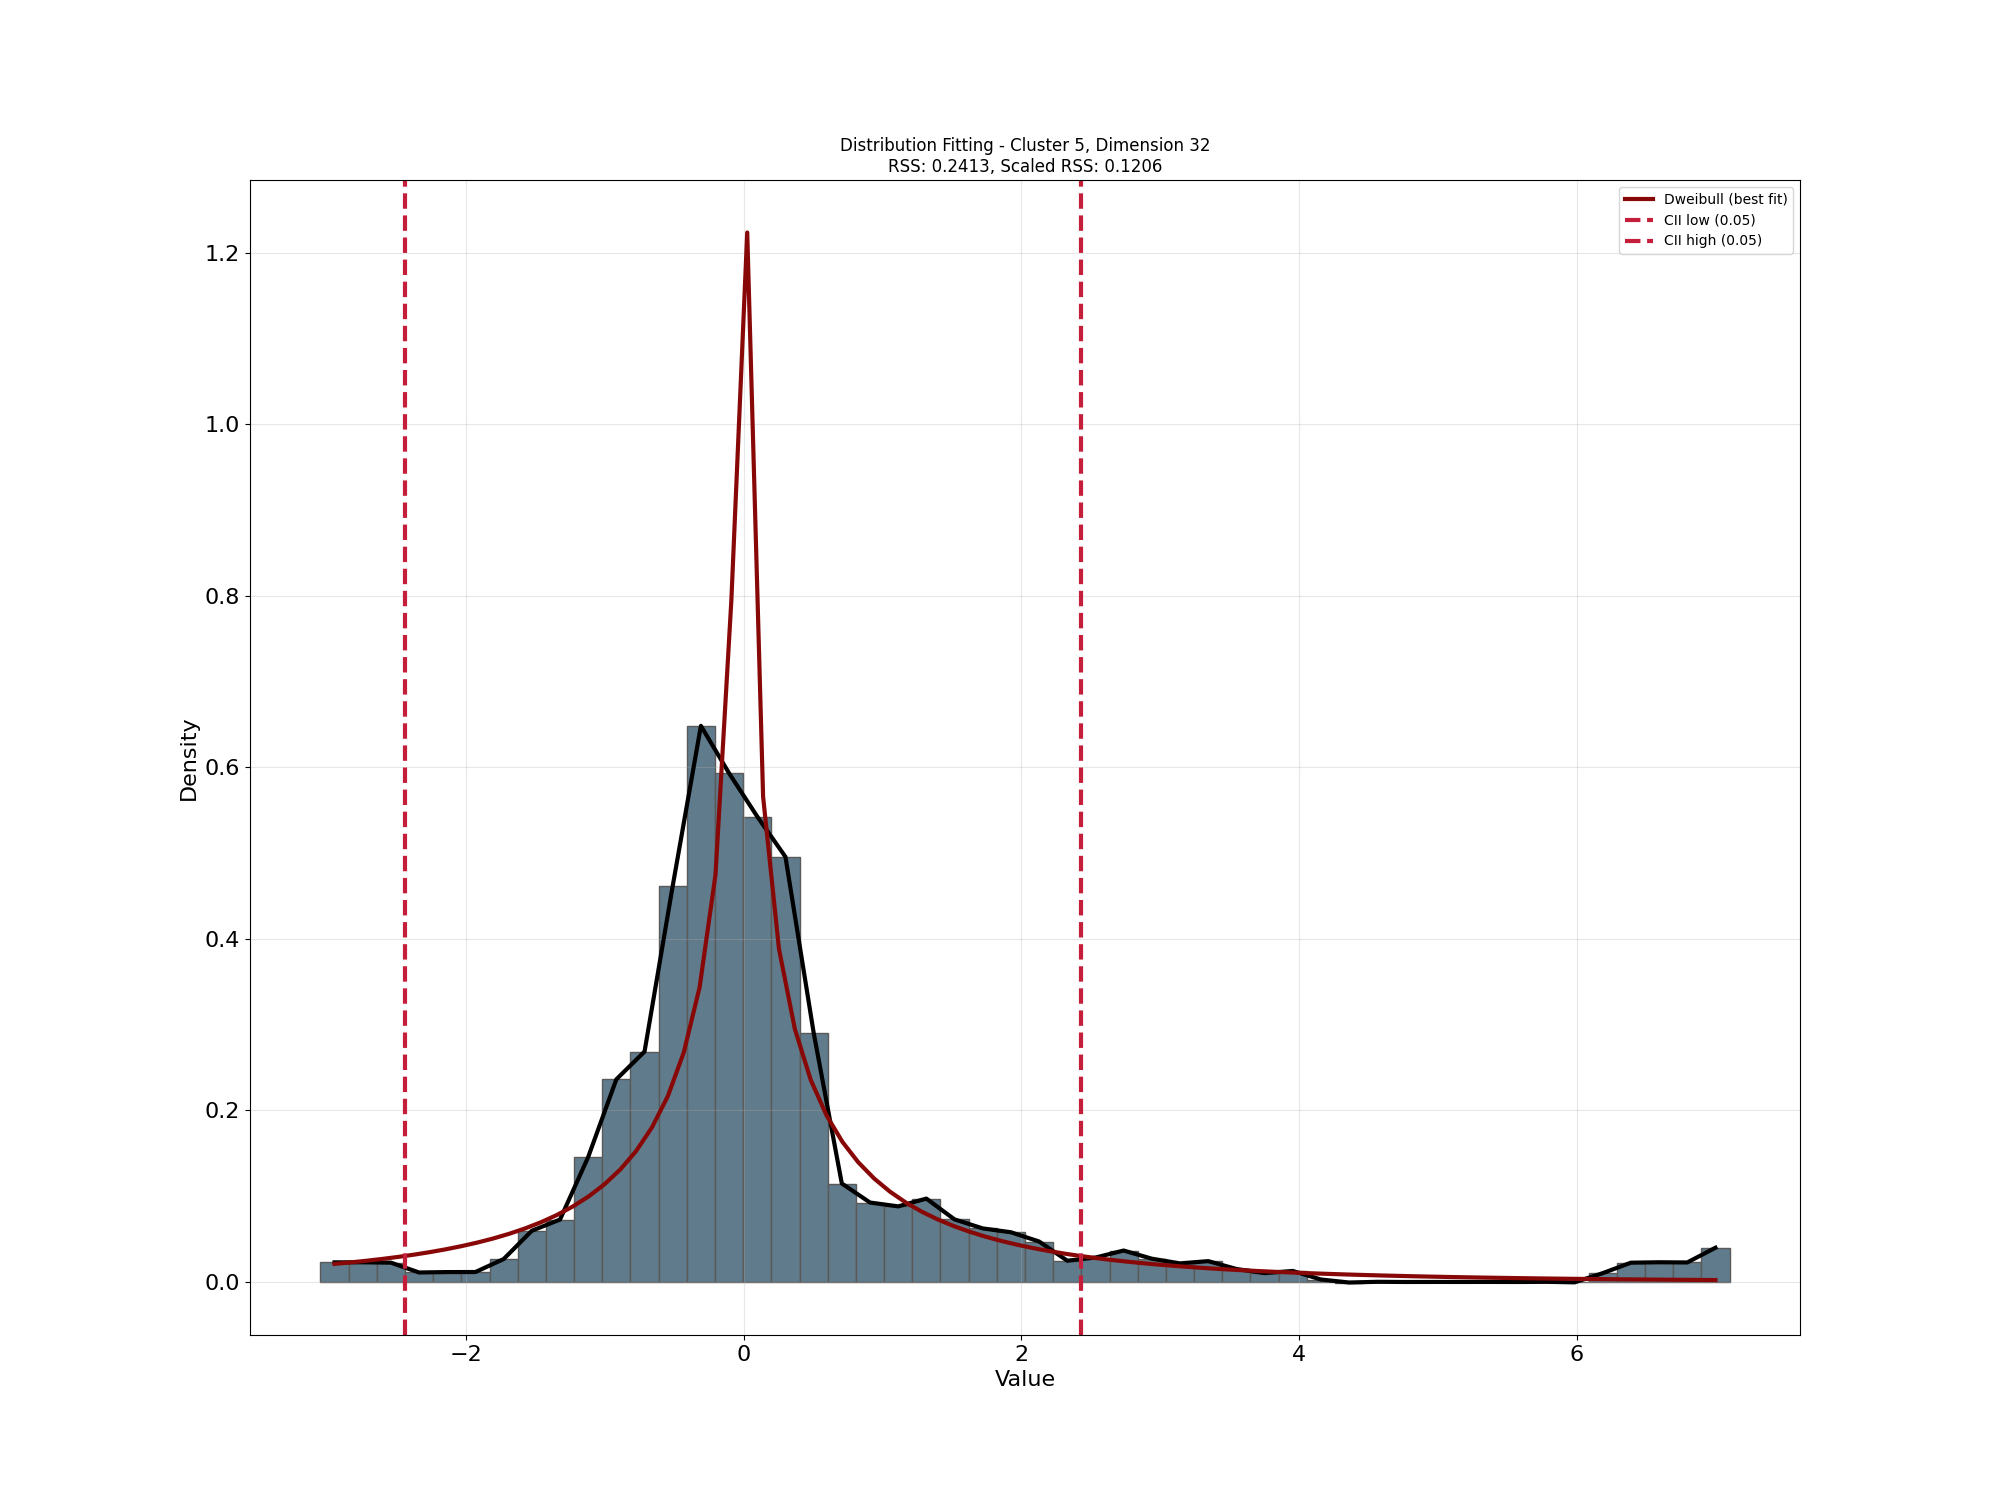 Distribution Fitting - Cluster 5, Dimension 32
RSS: 0.2413, Scaled RSS: 0.1206
Dweibull (best fit)
CII low (0.05)
CII high (0.05)
1.2
1.0
0.8
0.6
0.4
0.2
0.0
Density
−2
0
2
4
6
Value